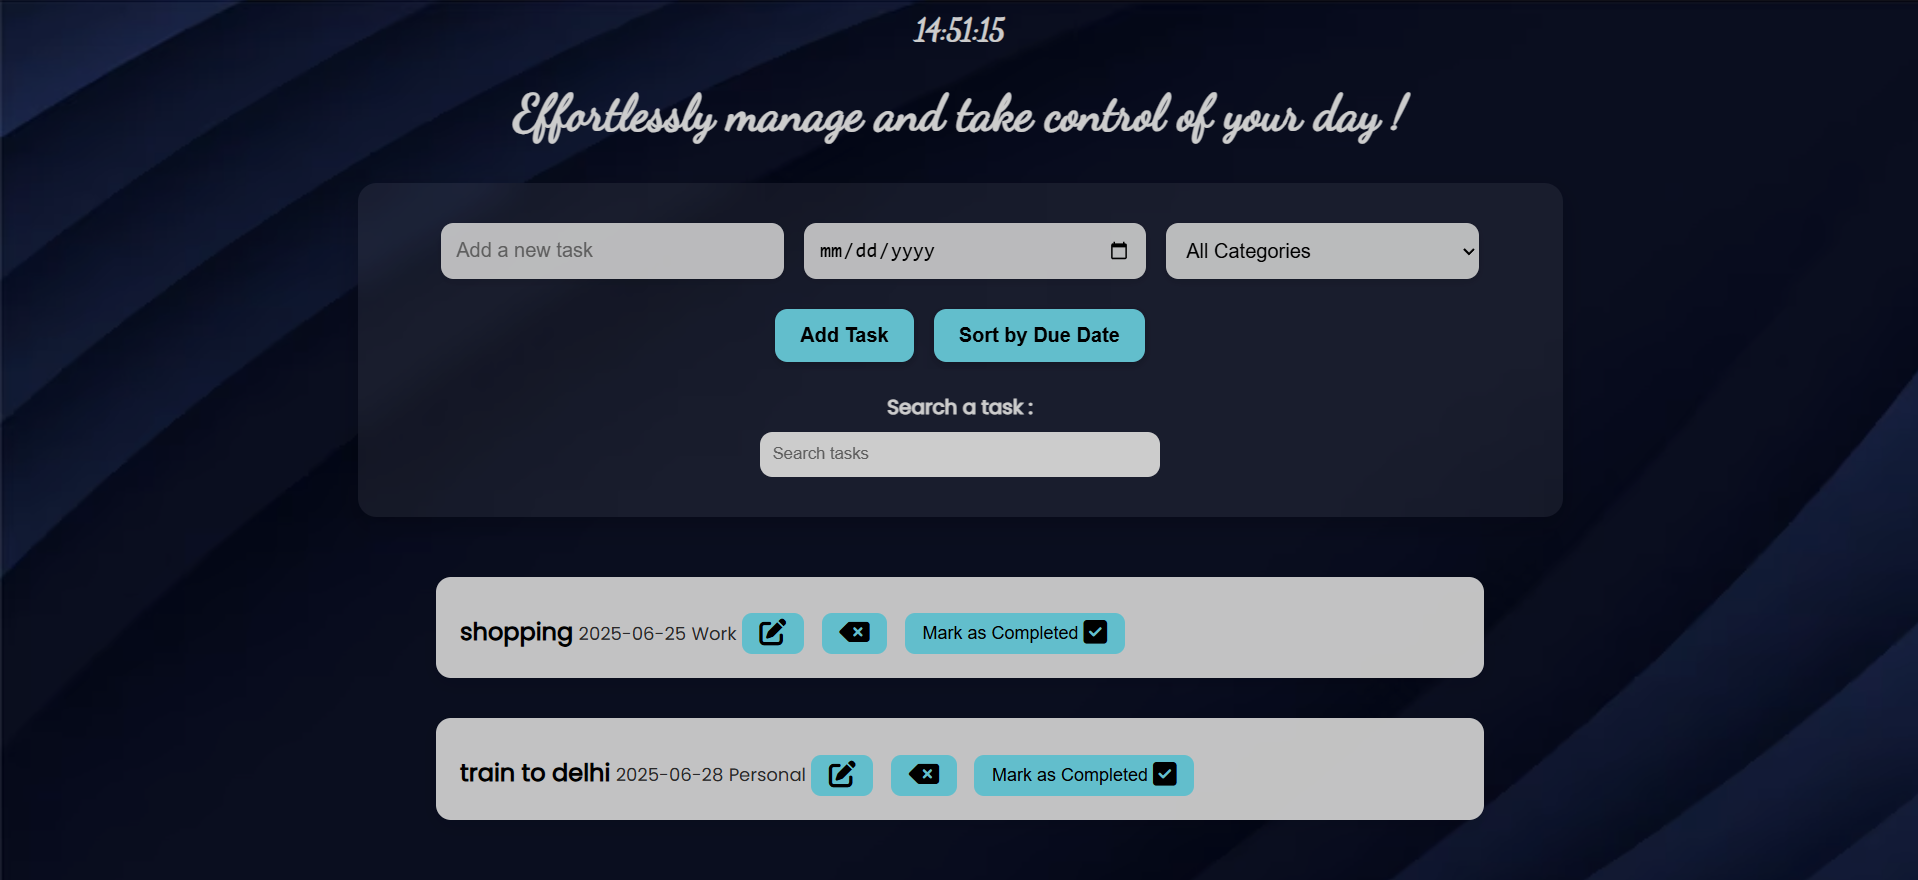 14:51:15
Effortlessly manage and take control of your day !
Add a new task
mm/dd/yyyy
All Categories
Add Task
Sort by Due Date
Search a task :
Search tasks
shopping 2025-06-25 Work Mark as Completed
train to delhi 2025-06-28 Personal Mark as Completed